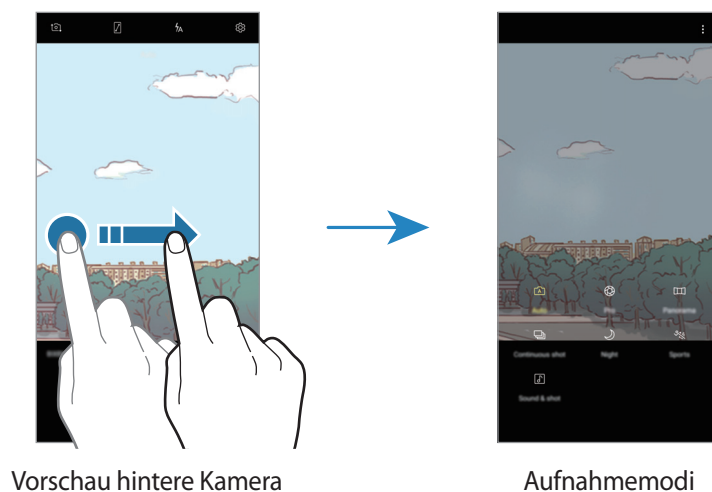 Auto
Pro
Panorama
Continuous shot
Night
Sports
Sound & shot
Vorschau hintere Kamera
Aufnahmemodi